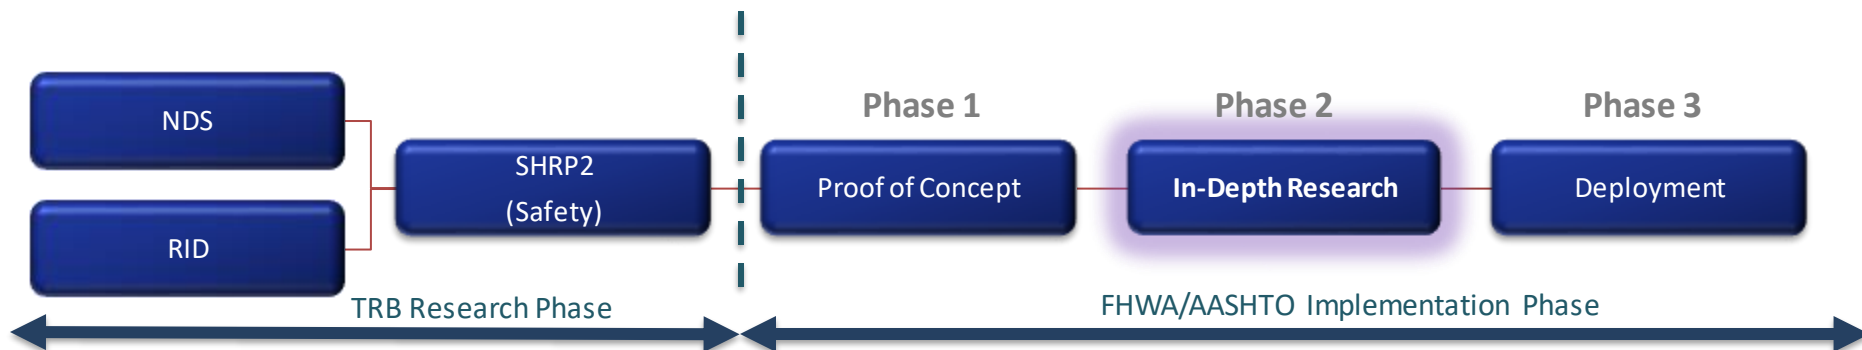 NDS
RID
SHRP2
(Safety)
TRB Research Phase
Phase 1
Proof of Concept
Phase 2
In-Depth Research
Phase 3
Deployment
FHWA/AASHTO Implementation Phase